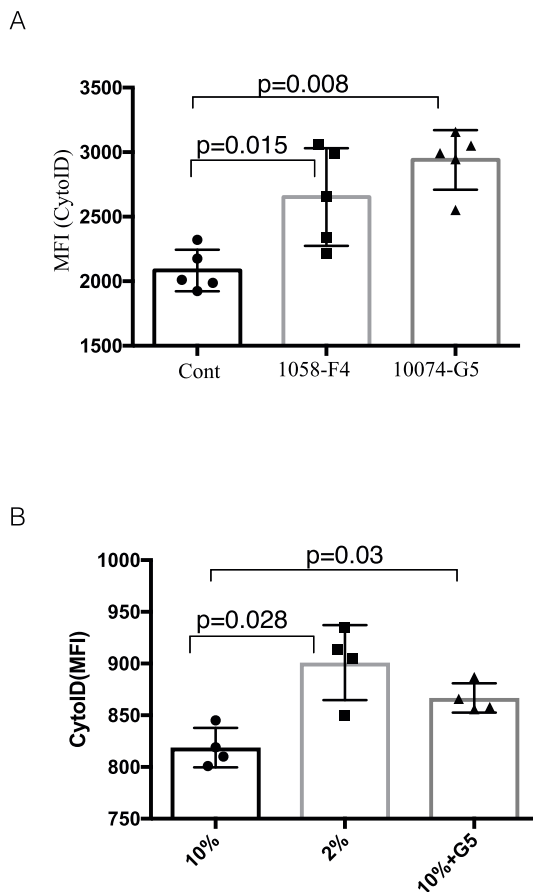 A
3500
p=0.008
3000
p=0.015
2500
MFI (CytoID)
2000
1500
Cont 1058-F4 10074-G5
B
1000
p=0.03
950
p=0.028
900
CytoID(MFI)
850
800
750
10% 2% 10%+G5